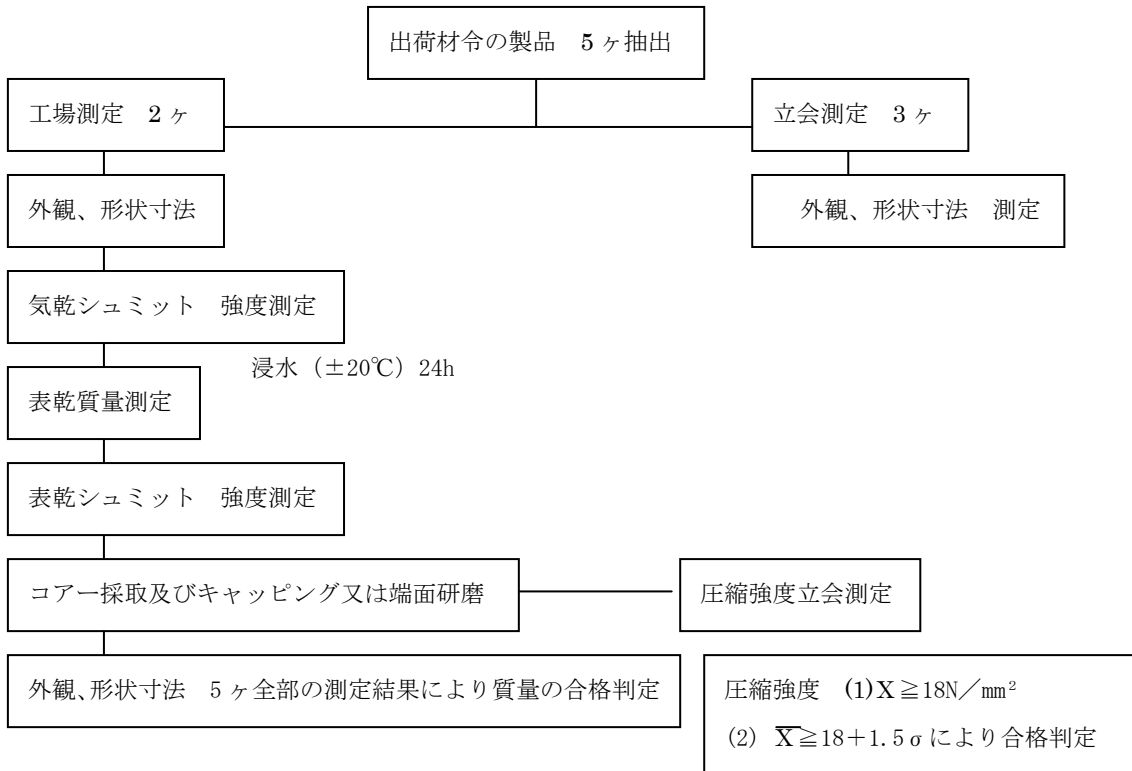 出荷材令の製品　5ヶ抽出
工場測定　2ヶ
立会測定　3ヶ
外観、形状寸法
外観、形状寸法　測定
気乾シュミット　強度測定
浸水（±20℃）24h
表乾質量測定
表乾シュミット　強度測定
コアー採取及びキャッピング又は端面研磨
圧縮強度立会測定
外観、形状寸法　5ヶ全部の測定結果により質量の合格判定
圧縮強度　(1)X≧18N／mm²
(2) X̅≧18＋1.5σにより合格判定